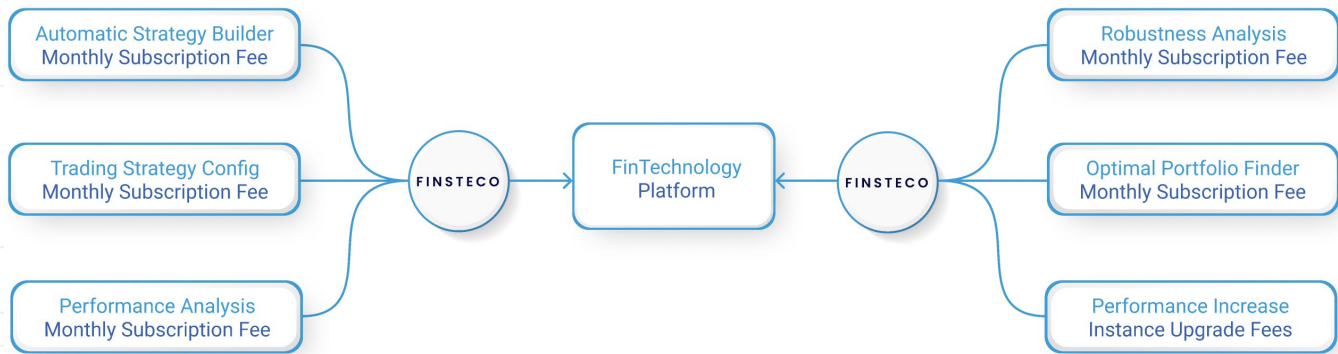 Automatic Strategy Builder
Monthly Subscription Fee
Trading Strategy Config
Monthly Subscription Fee
Performance Analysis
Monthly Subscription Fee
FINSTECO
FinTechnology
Platform
FINSTECO
Robustness Analysis
Monthly Subscription Fee
Optimal Portfolio Finder
Monthly Subscription Fee
Performance Increase
Instance Upgrade Fees